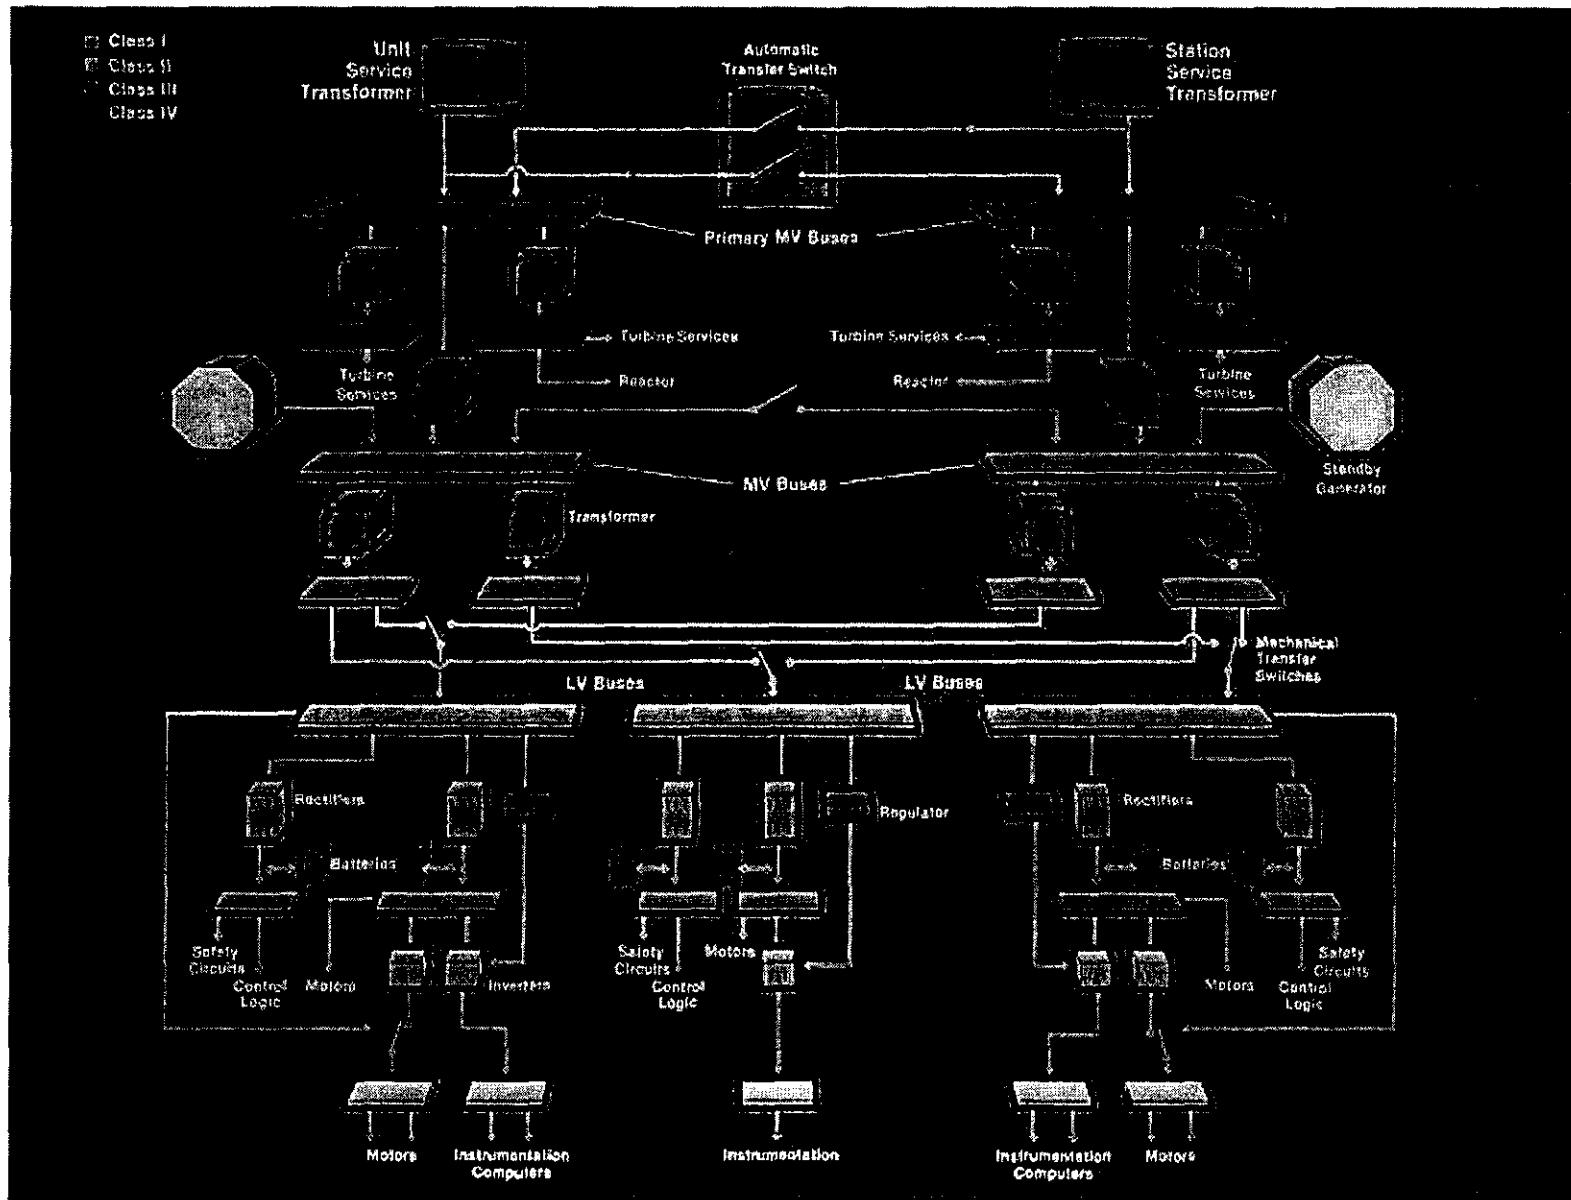 Class I
Class II
Class III
Class IV
Unit
Service
Transformer
Automatic
Transfer Switch
Station
Service
Transformer
Primary MV Buses
Turbine Services
Turbine Services
Turbine
Services
Reactor
Reactor
Turbine
Services
MV Buses
Standby
Generator
Transformer
Mechanical
Transfer
Switches
LV Buses
LV Buses
Rectifiers
Regulator
Rectifiers
Batteries
Batteries
Safety
Circuits
Control
Logic
Motors
Inverters
Safety
Circuits
Control
Logic
Motors
Motors
Control
Logic
Safety
Circuits
Motors
Instrumentation
Computers
Instrumentation
Instrumentation
Computers
Motors